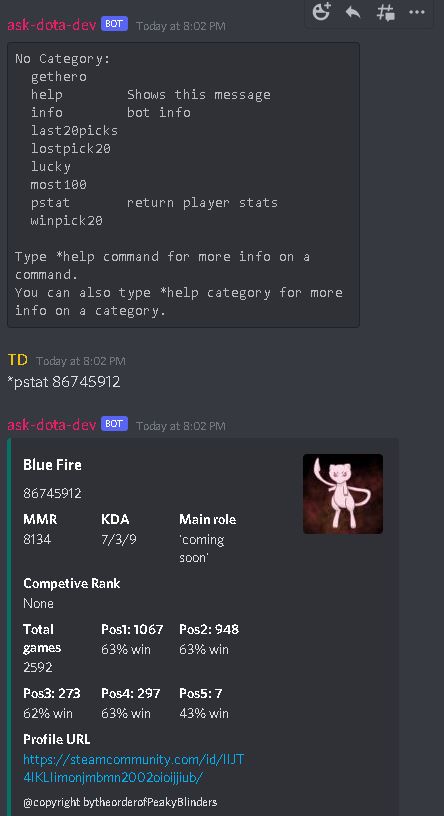 ask-dota-dev BOT Today at 8:02 PM
No Category:
gethero
help Shows this message
info bot info
last20picks
lostpick20
lucky
most100
pstat return player stats
winpick20
Type *help command for more info on a
command.
You can also type *help category for more
info on a category.
TD Today at 8:02 PM
*pstat 86745912
ask-dota-dev BOT Today at 8:02 PM
Blue Fire
86745912
MMR KDA Main role
8134 7/3/9 'coming
soon'
Competive Rank
None
Total Pos1: 1067 Pos2: 948
games 63% win 63% win
2592
Pos3: 273 Pos4: 297 Pos5: 7
62% win 63% win 43% win
Profile URL
@copyright bytheorderofPeakyBlinders